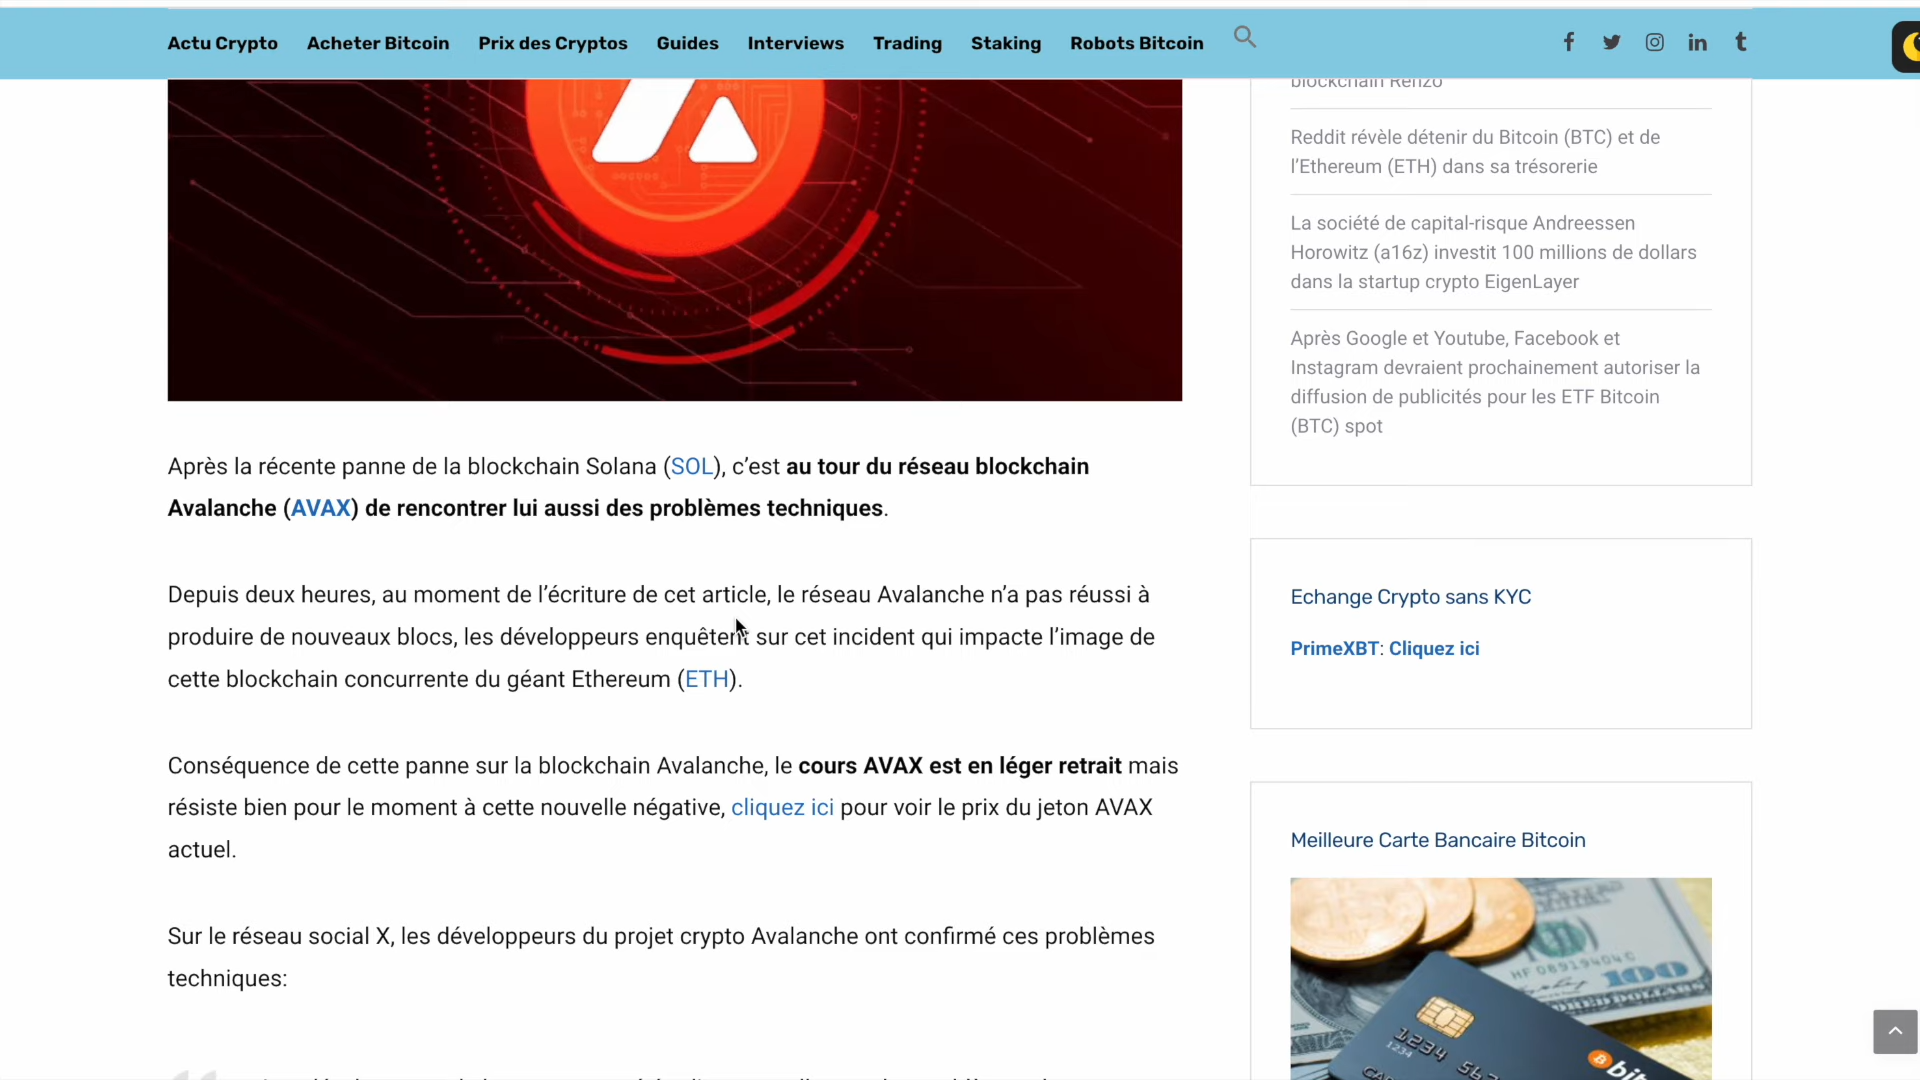 Actu Crypto Acheter Bitcoin Prix des Cryptos Guides Interviews Trading Staking Robots Bitcoin
Après la récente panne de la blockchain Solana (SOL), c’est au tour du réseau blockchain
Avalanche (AVAX) de rencontrer lui aussi des problèmes techniques.
Depuis deux heures, au moment de l’écriture de cet article, le réseau Avalanche n’a pas réussi à
produire de nouveaux blocs, les développeurs enquêtent sur cet incident qui impacte l’image de
cette blockchain concurrente du géant Ethereum (ETH).
Conséquence de cette panne sur la blockchain Avalanche, le cours AVAX est en léger retrait mais
résiste bien pour le moment à cette nouvelle négative, cliquez ici pour voir le prix du jeton AVAX
actuel.
Sur le réseau social X, les développeurs du projet crypto Avalanche ont confirmé ces problèmes
techniques:
blockchain Renzo
Reddit révèle détenir du Bitcoin (BTC) et de
l’Ethereum (ETH) dans sa trésorerie
La société de capital-risque Andreessen
Horowitz (a16z) investit 100 millions de dollars
dans la startup crypto EigenLayer
Après Google et Youtube, Facebook et
Instagram devraient prochainement autoriser la
diffusion de publicités pour les ETF Bitcoin
(BTC) spot
Echange Crypto sans KYC
PrimeXBT: Cliquez ici
Meilleure Carte Bancaire Bitcoin
100
1234
1234